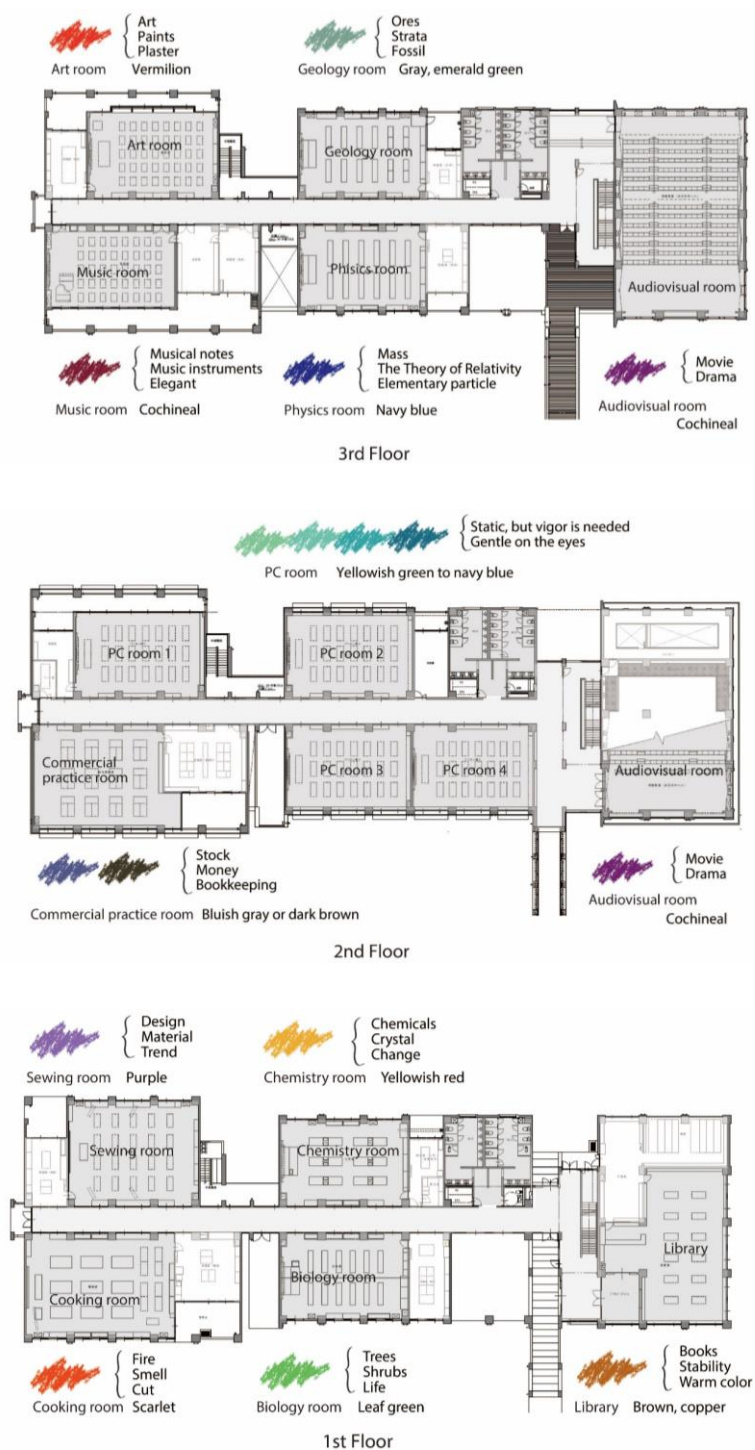 Art
Paints
Plaster
Art room Vermilion
Ores
Strata
Fossil
Geology room Gray, emerald green
Art room
Geology room
Music room
Phisics room
Audiovisual room
Musical notes
Music instruments
Elegant
Music room Cochineal
Mass
The Theory of Relativity
Elementary particle
Physics room Navy blue
Movie
Drama
Audiovisual room
Cochineal
3rd Floor
Static, but vigor is needed
Gentle on the eyes
PC room Yellowish green to navy blue
PC room 1
PC room 2
Commercial
practice room
PC room 3
PC room 4
Audiovisual room
Stock
Money
Bookkeeping
Commercial practice room Bluish gray or dark brown
Movie
Drama
Audiovisual room
Cochineal
2nd Floor
Design
Material
Trend
Sewing room Purple
Chemicals
Crystal
Change
Chemistry room Yellowish red
Sewing room
Chemistry room
Library
Cooking room
Biology room
Fire
Smell
Cut
Cooking room Scarlet
Trees
Shrubs
Life
Biology room Leaf green
Books
Stability
Warm color
Library Brown, copper
1st Floor